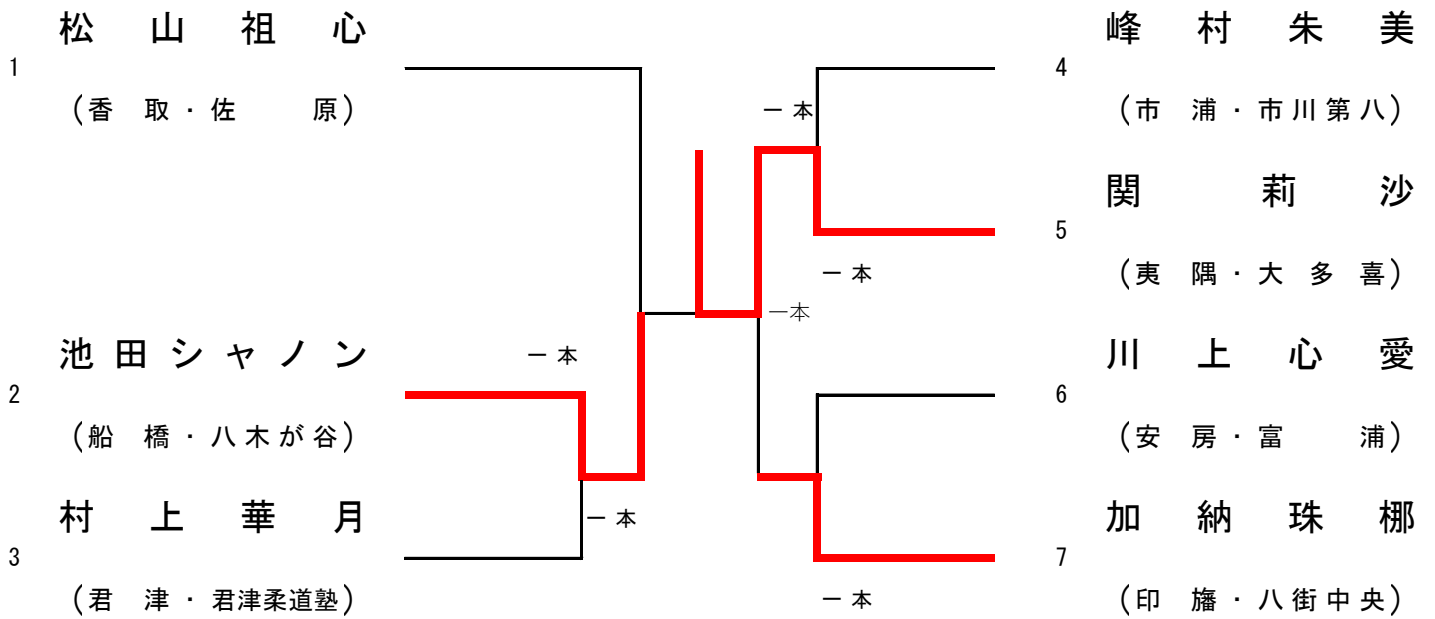 松山祖心
1
(香取・佐原)
池田シャノン
2
(船橋・八木が谷)
村上華月
3
(君津・君津柔道塾)
一本
一本
一本
一本
一本
一本
峰村朱美
4
(市浦・市川第八)
関莉沙
5
(夷隅・大多喜)
川上心愛
6
(安房・富浦)
加納珠梛
7
(印旛・八街中央)